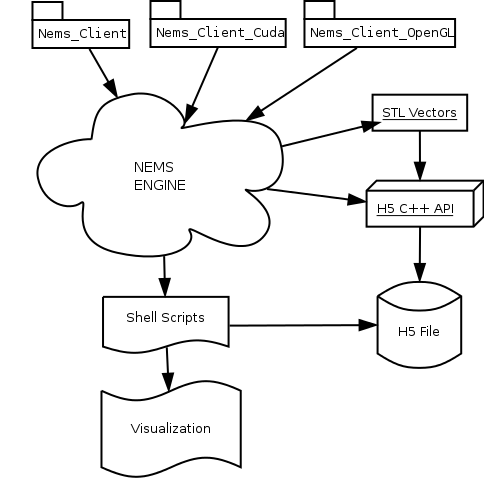 Nems_Client
Nems_Client_Cuda
Nems_Client_OpenGL
STL Vectors
NEMS
ENGINE
H5 C++ API
Shell Scripts
H5 File
Visualization